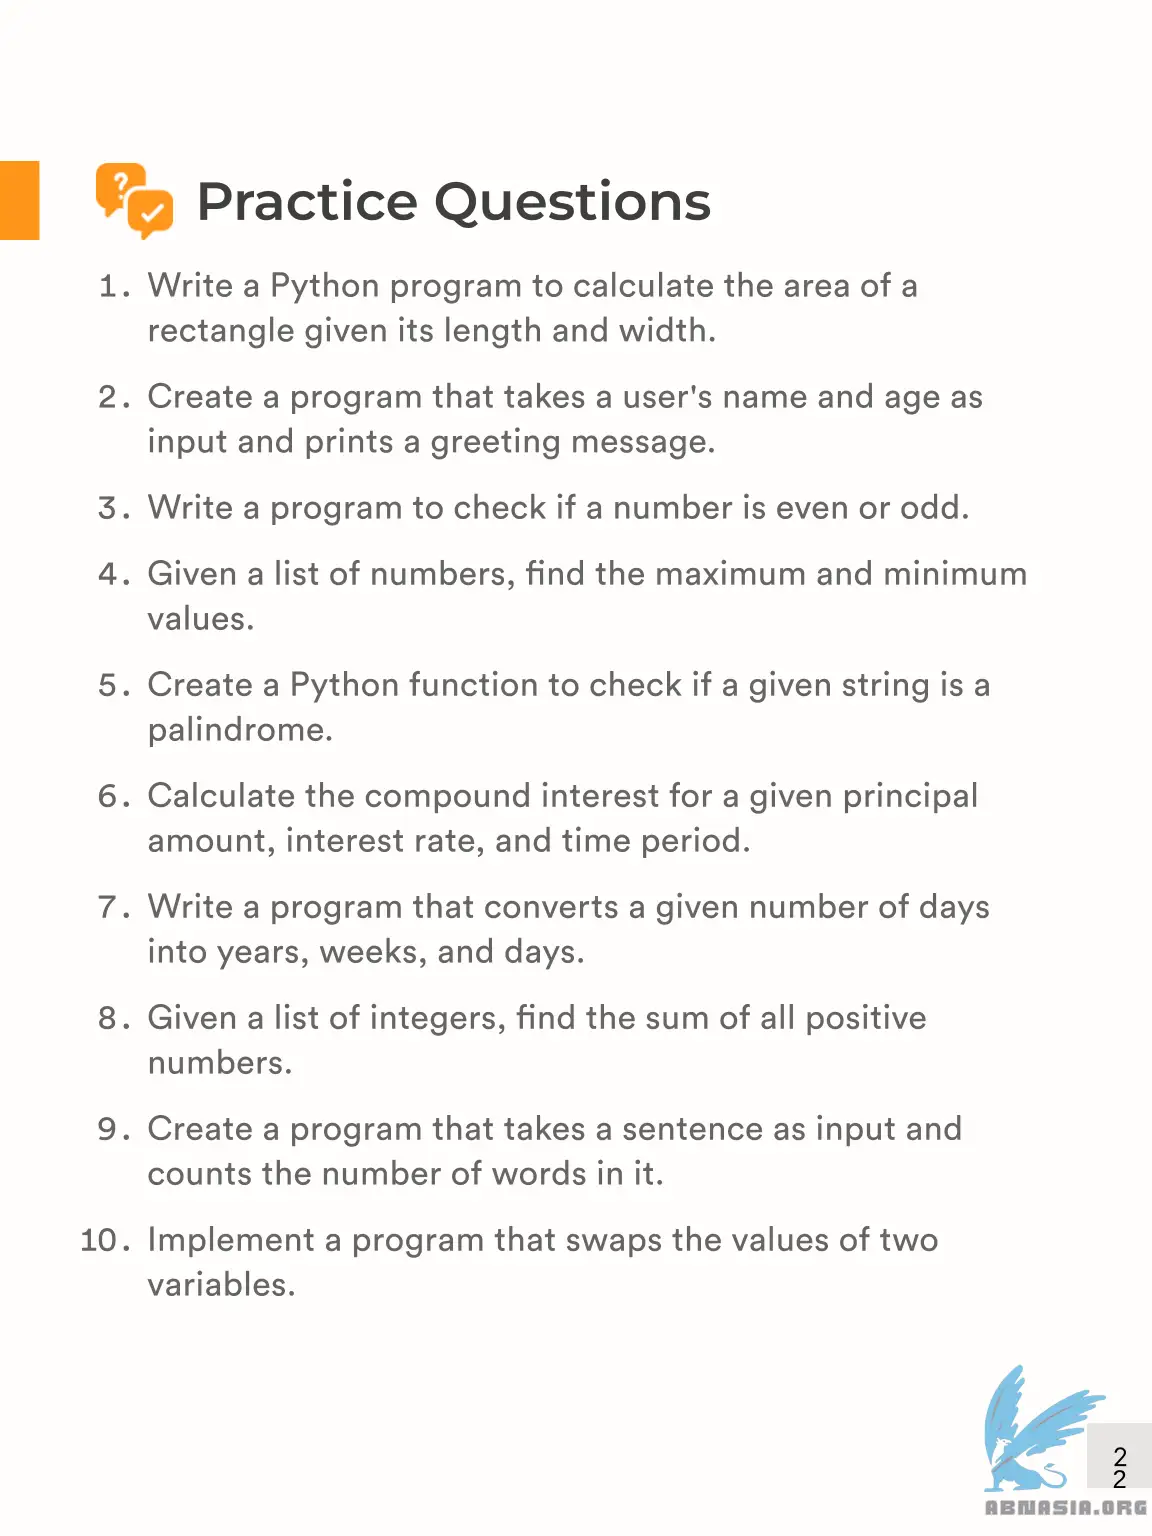 Practice Questions
1. Write a Python program to calculate the area of a
rectangle given its length and width.
2. Create a program that takes a user's name and age as
input and prints a greeting message.
3. Write a program to check if a number is even or odd.
4. Given a list of numbers, find the maximum and minimum
values.
5. Create a Python function to check if a given string is a
palindrome.
6. Calculate the compound interest for a given principal
amount, interest rate, and time period.
7. Write a program that converts a given number of days
into years, weeks, and days.
8. Given a list of integers, find the sum of all positive
numbers.
9. Create a program that takes a sentence as input and
counts the number of words in it.
10. Implement a program that swaps the values of two
variables.
2
2
ABNASIA.ORG